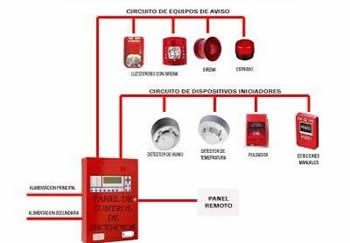 CIRCUITO DE EQUIPOS DE AVISO
LUZ ESTROBO CON SIRENA
SIRENA
ESTROBO
CIRCUITO DE DISPOSITIVOS INICIADORES
DETECTOR DE HUMO
DETECTOR DE
TEMPERATURA
PULSADOR
ESTACIONES
MANUALES
ALIMENTACION PRINCIPAL
ALIMENTACION SECUNDARIA
PANEL DE
CONTROL
DE
INCENDIOS
PANEL
REMOTO